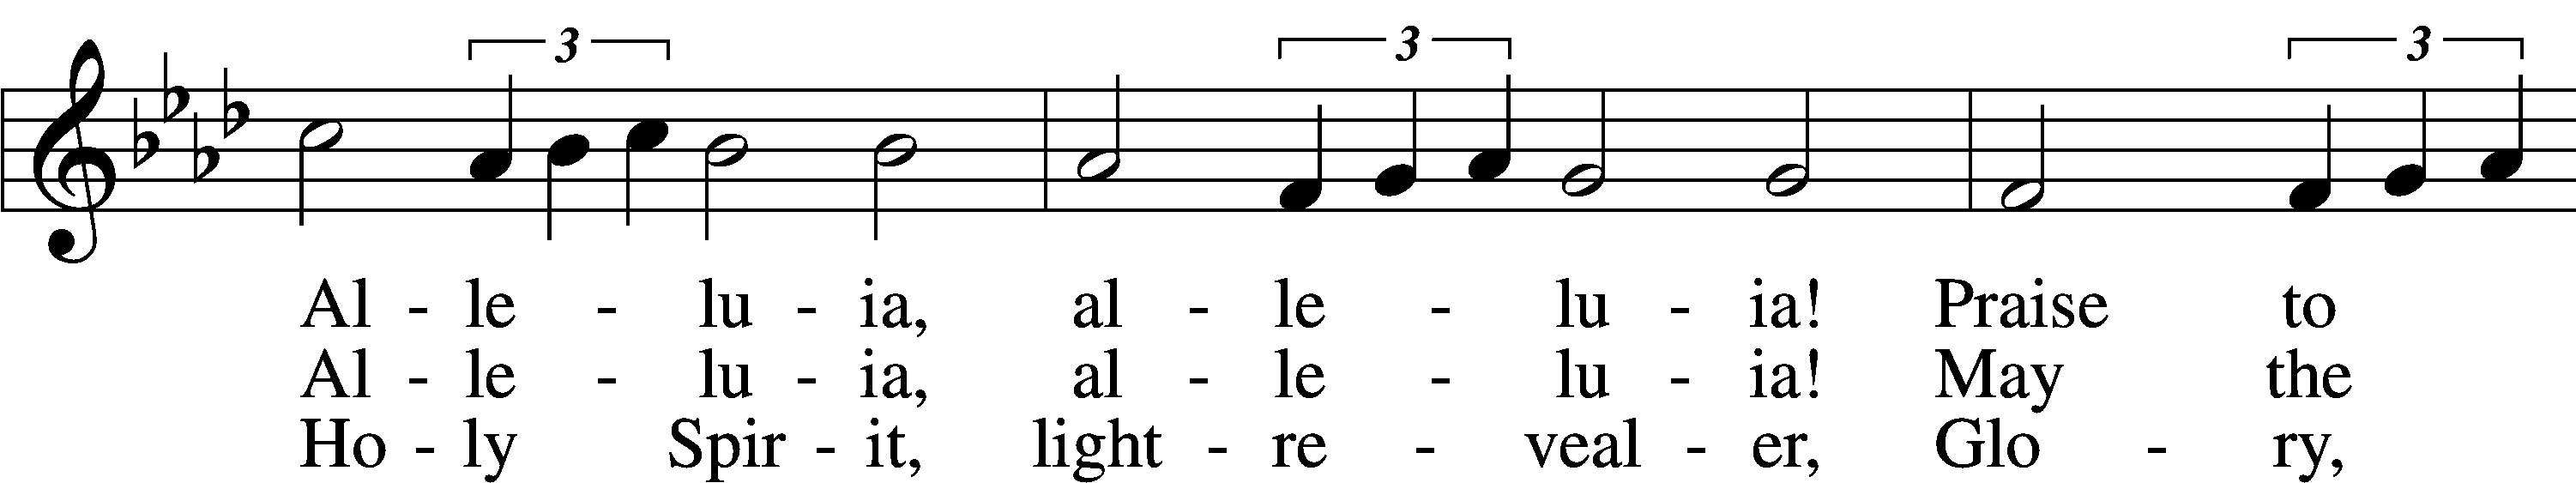 3 3 3
Al - le - lu - ia, al - le - lu - ia! Praise to
Al - le - lu - ia, al - le - lu - ia! May the
Ho - ly Spir - it, light - re - veal - er, Glo - ry,